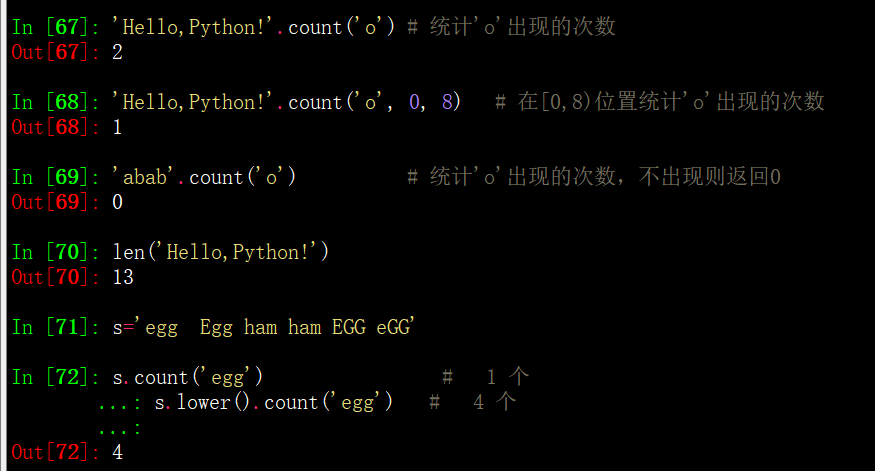 In [67]: 'Hello,Python!'.count('o') # 统计'o'出现的次数
Out[67]: 2
In [68]: 'Hello,Python!'.count('o', 0, 8)   # 在[0,8)位置统计'o'出现的次数
Out[68]: 1
In [69]: 'abab'.count('o')          # 统计'o'出现的次数，不出现则返回0
Out[69]: 0
In [70]: len('Hello,Python!')
Out[70]: 13
In [71]: s='egg  Egg ham ham EGG eGG'
In [72]: s.count('egg')                #   1 个
...: s.lower().count('egg')   #   4 个
...:
Out[72]: 4